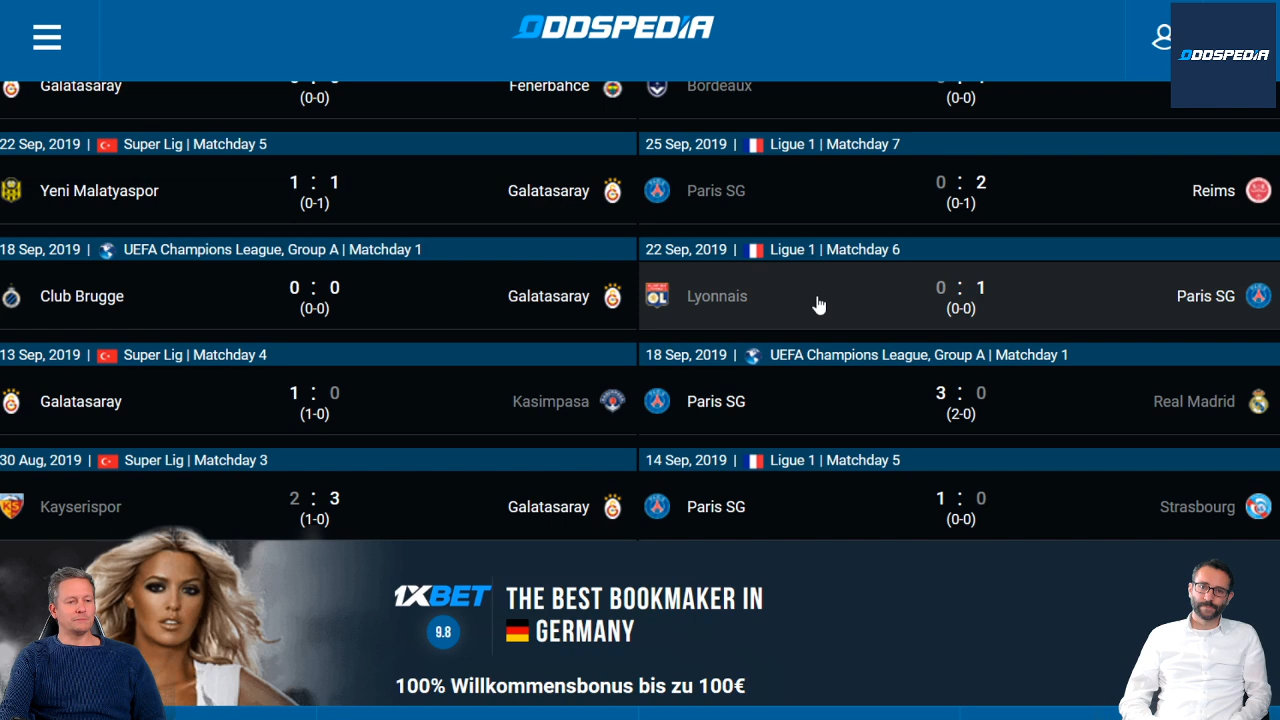 ODDSPEDIA
ODDSPEDIA
Galatasaray
(0-0)
Fenerbahce
Bordeaux
(0-0)
22 Sep, 2019 | Super Lig | Matchday 5
25 Sep, 2019 | Ligue 1 | Matchday 7
Yeni Malatyaspor 1 : 1 Galatasaray
(0-1)
Paris SG 0 : 2 Reims
(0-1)
18 Sep, 2019 | UEFA Champions League, Group A | Matchday 1
22 Sep, 2019 | Ligue 1 | Matchday 6
Club Brugge 0 : 0 Galatasaray
(0-0)
OL
Lyonnais 0 : 1 Paris SG
(0-0)
13 Sep, 2019 | Super Lig | Matchday 4
18 Sep, 2019 | UEFA Champions League, Group A | Matchday 1
Galatasaray 1 : 0 Kasimpasa
(1-0)
Paris SG 3 : 0 Real Madrid
(2-0)
30 Aug, 2019 | Super Lig | Matchday 3
14 Sep, 2019 | Ligue 1 | Matchday 5
Kayserispor 2 : 3 Galatasaray
(1-0)
Paris SG 1 : 0 Strasbourg
(0-0)
1XBET
9.8
THE BEST BOOKMAKER IN
GERMANY
100% Willkommensbonus bis zu 100€